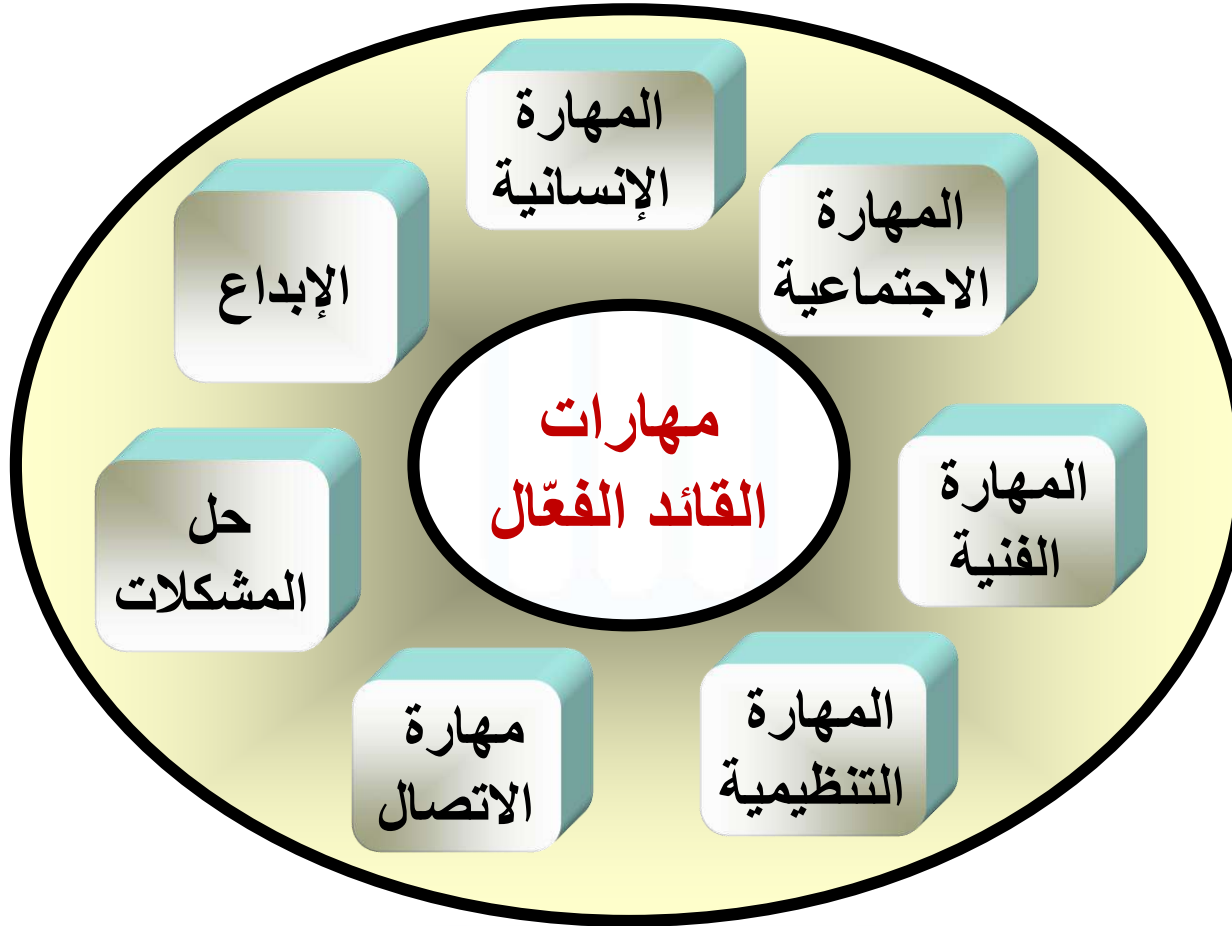 المهارة
الإنسانية
المهارة
الاجتماعية
الإبداع
مهارات
القائد الفعّال
المهارة
الفنية
حل
المشكلات
المهارة
التنظيمية
مهارة
الاتصال